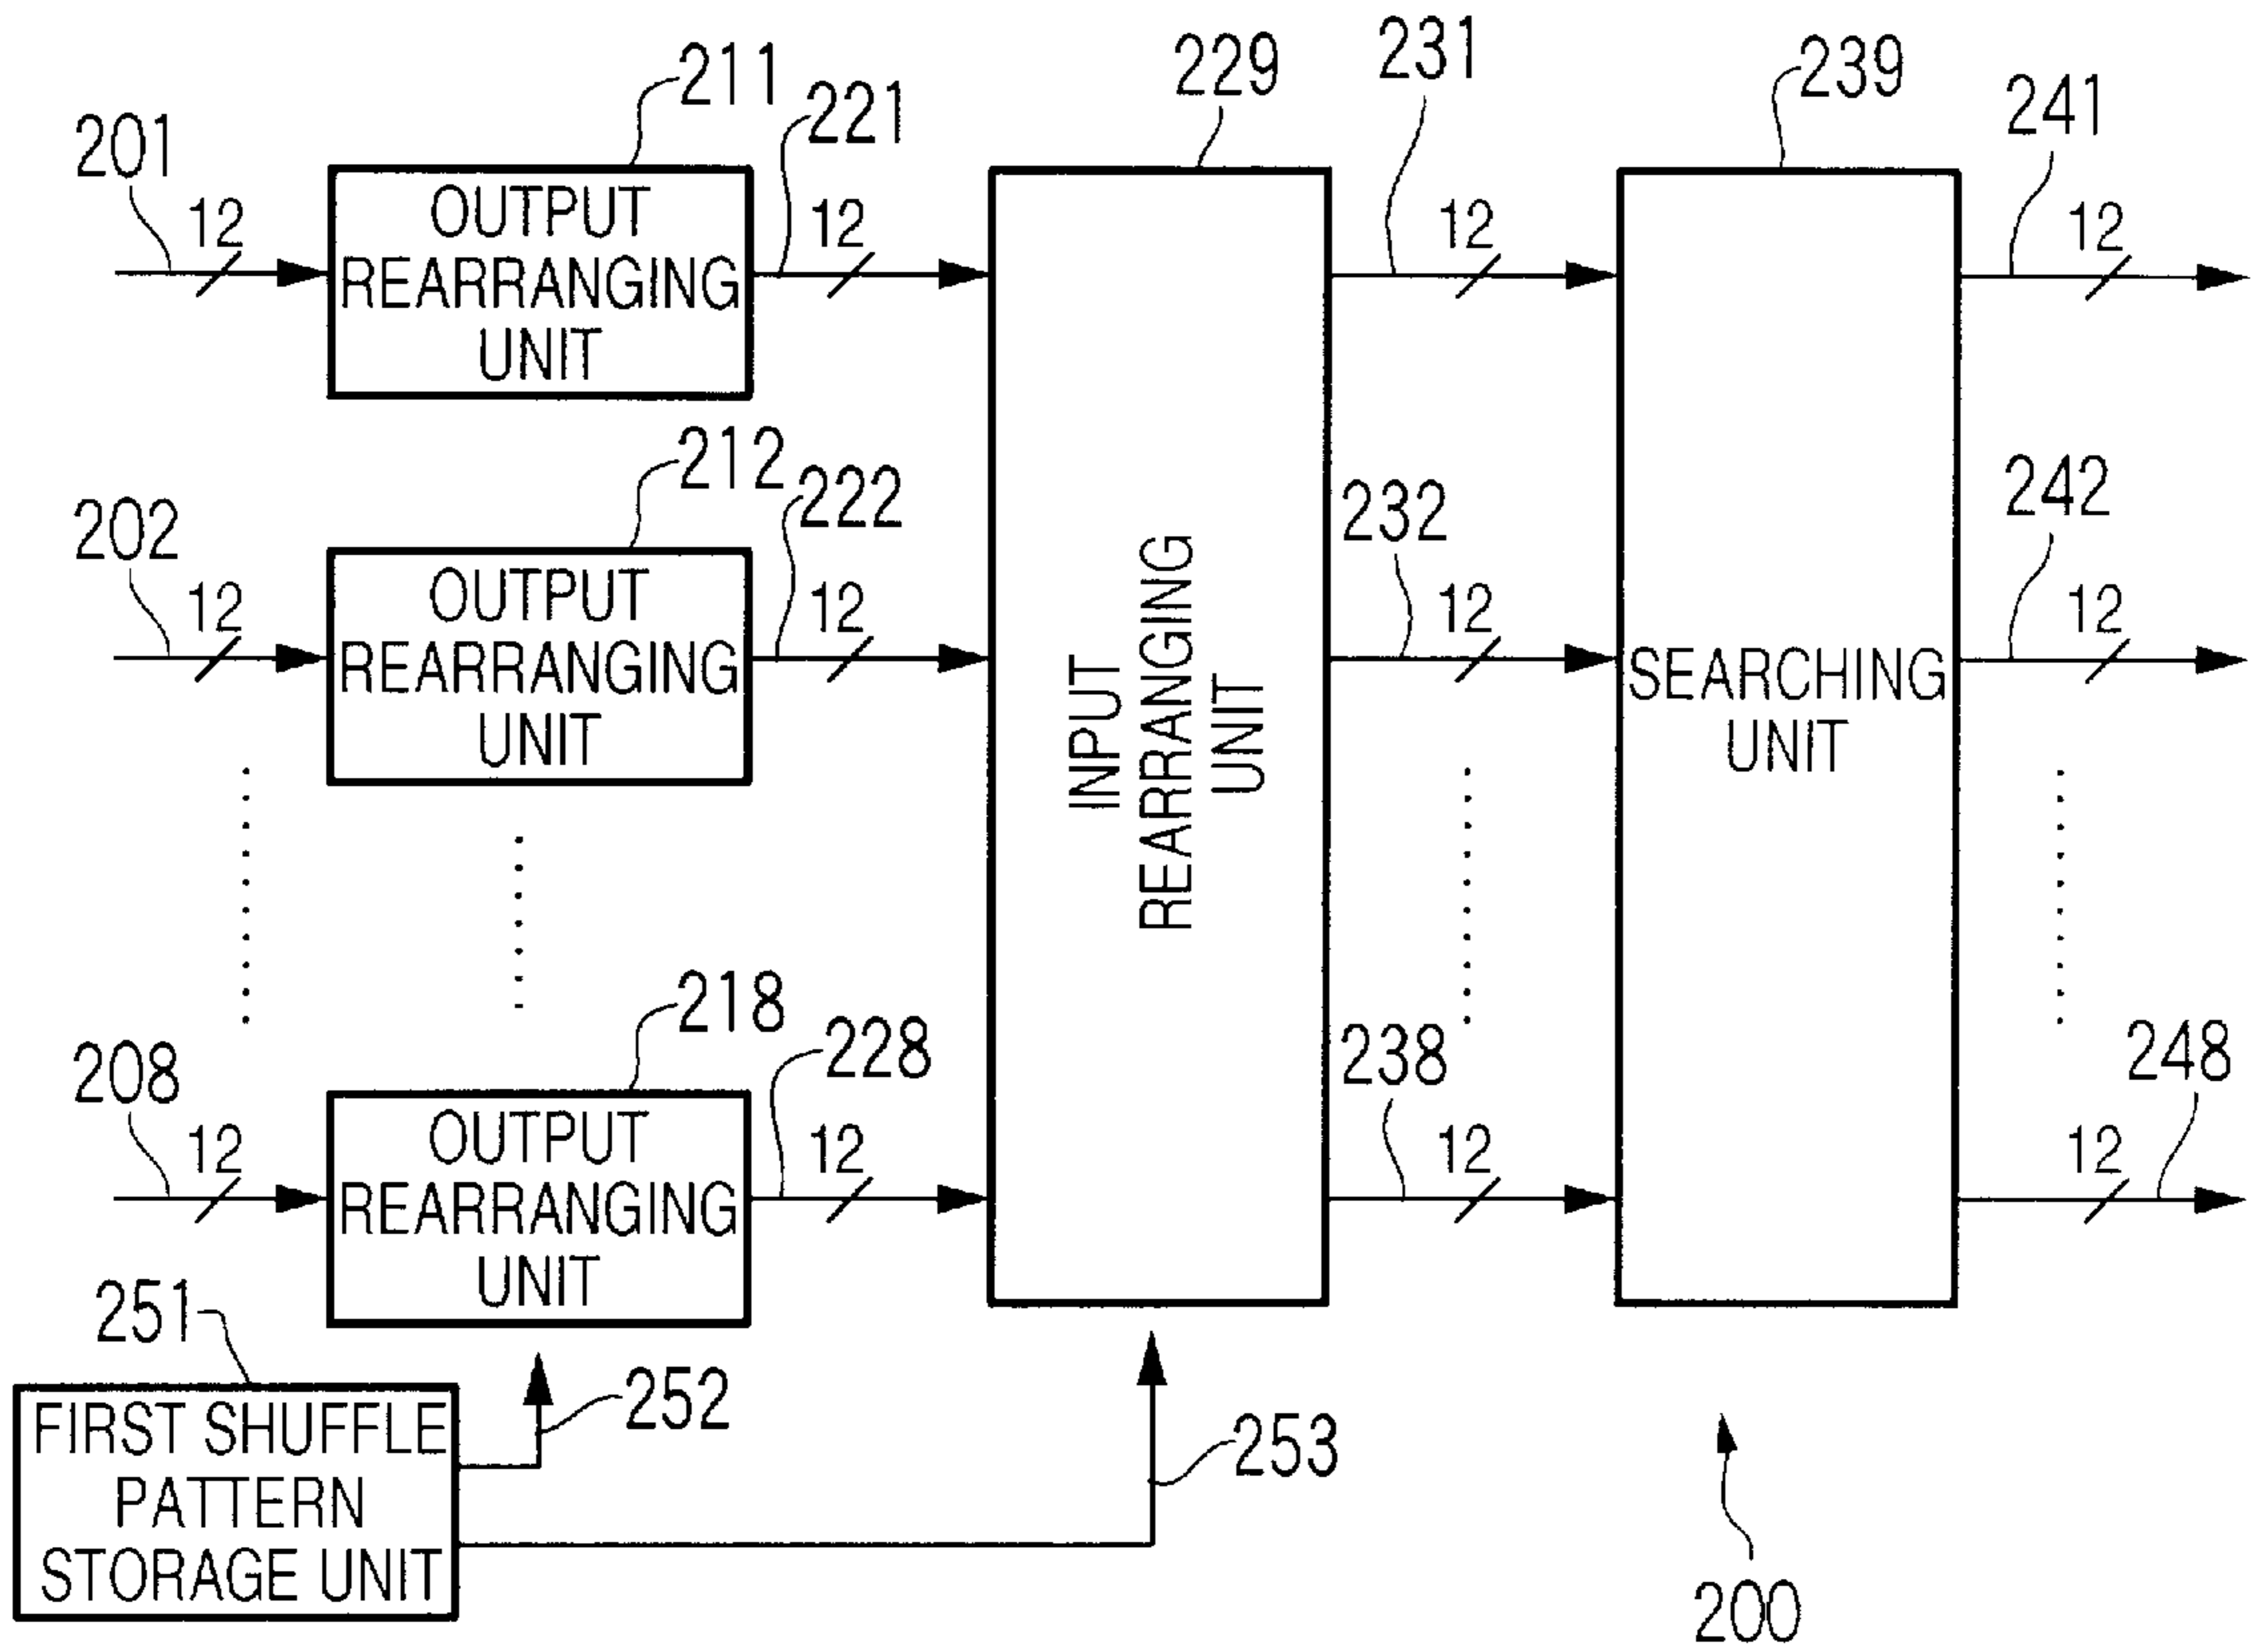 211
221
229
231
239
241
201
12
OUTPUT
REARRANGING
UNIT
12
12
12
212
222
232
242
202
12
OUTPUT
REARRANGING
UNIT
12
INPUT
REARRANGING
UNIT
12
SEARCHING
UNIT
12
218
228
238
248
208
12
OUTPUT
REARRANGING
UNIT
12
12
12
251
FIRST SHUFFLE
PATTERN
STORAGE UNIT
252
253
200